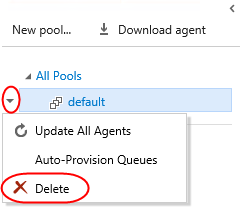 New pool... Download agent
All Pools
default
Update All Agents
Auto-Provision Queues
Delete